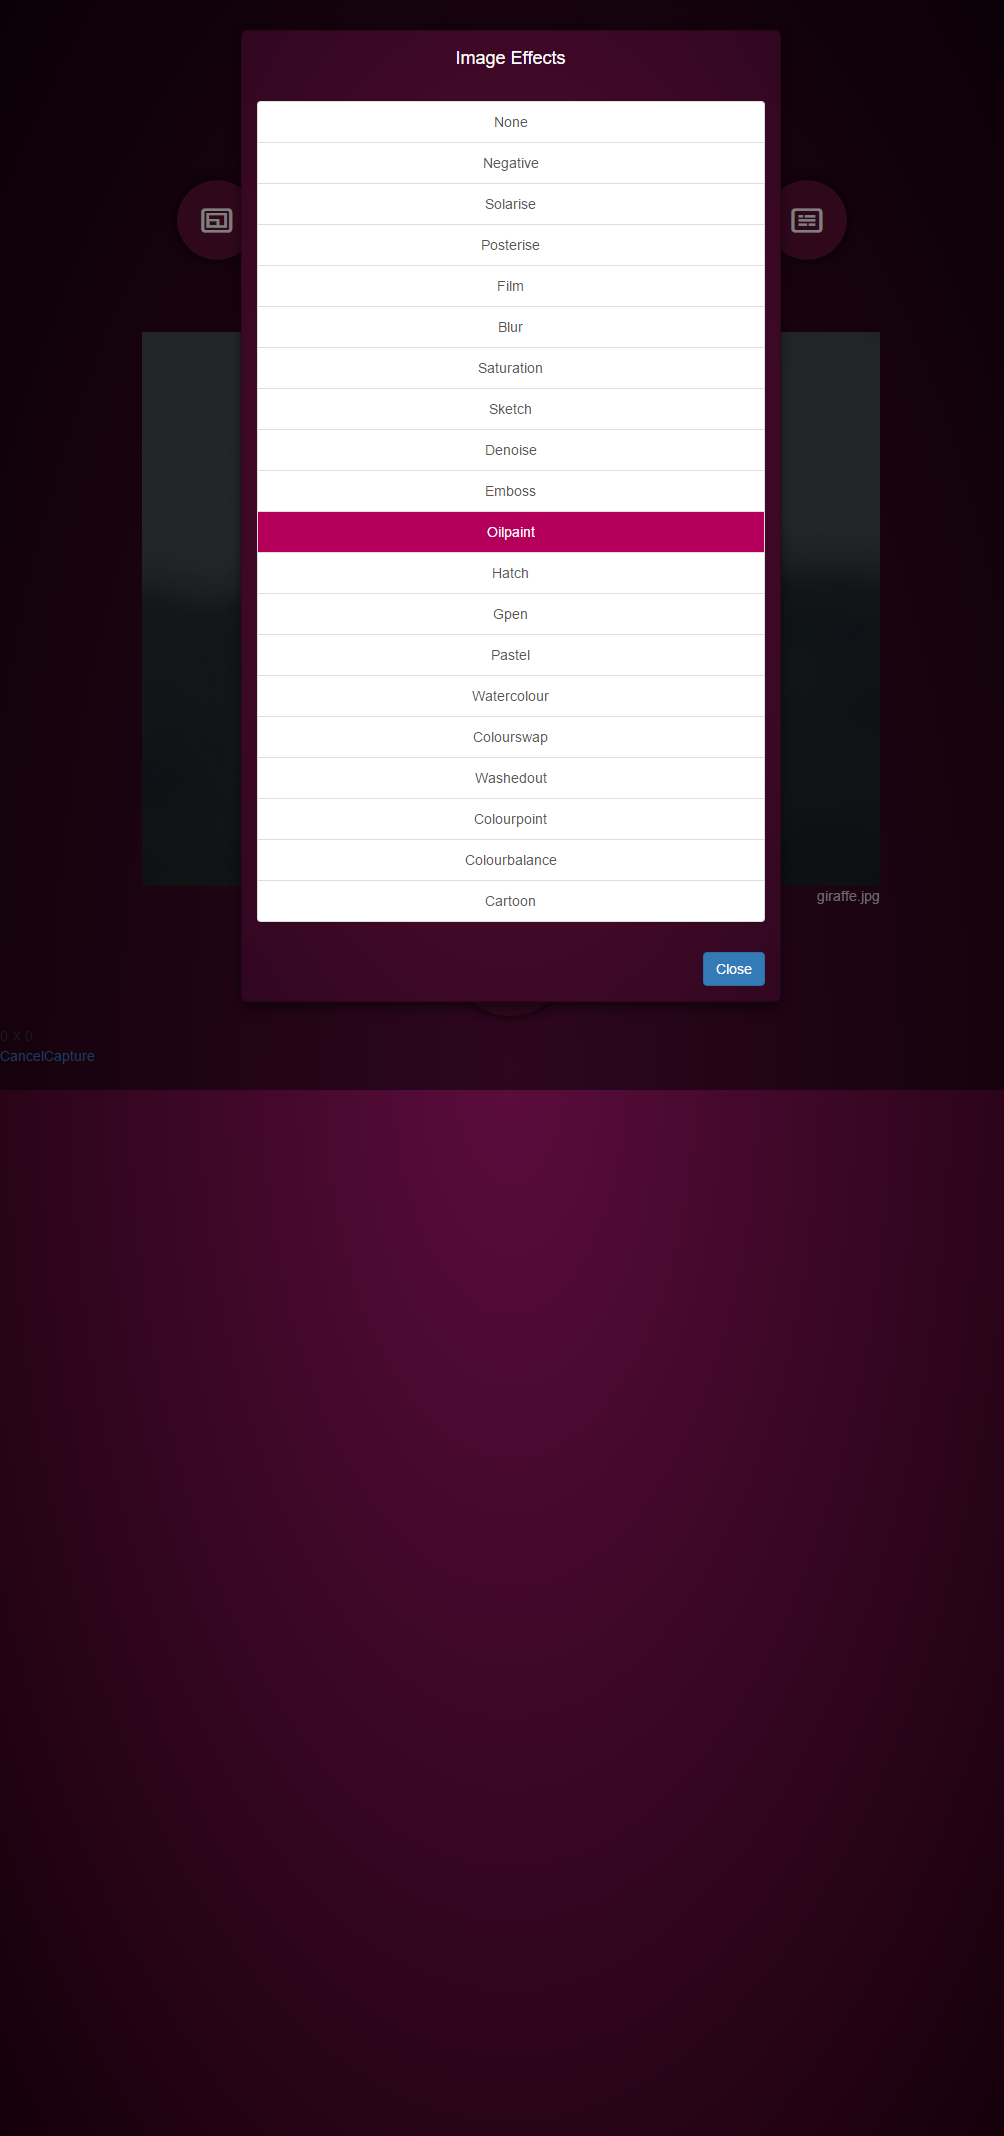 Image Effects
None
Negative
Solarise
Posterise
Film
Blur
Saturation
Sketch
Denoise
Emboss
Oilpaint
Hatch
Gpen
Pastel
Watercolour
Colourswap
Washedout
Colourpoint
Colourbalance
Cartoon
giraffe.jpg
Close
0 X 0
CancelCapture